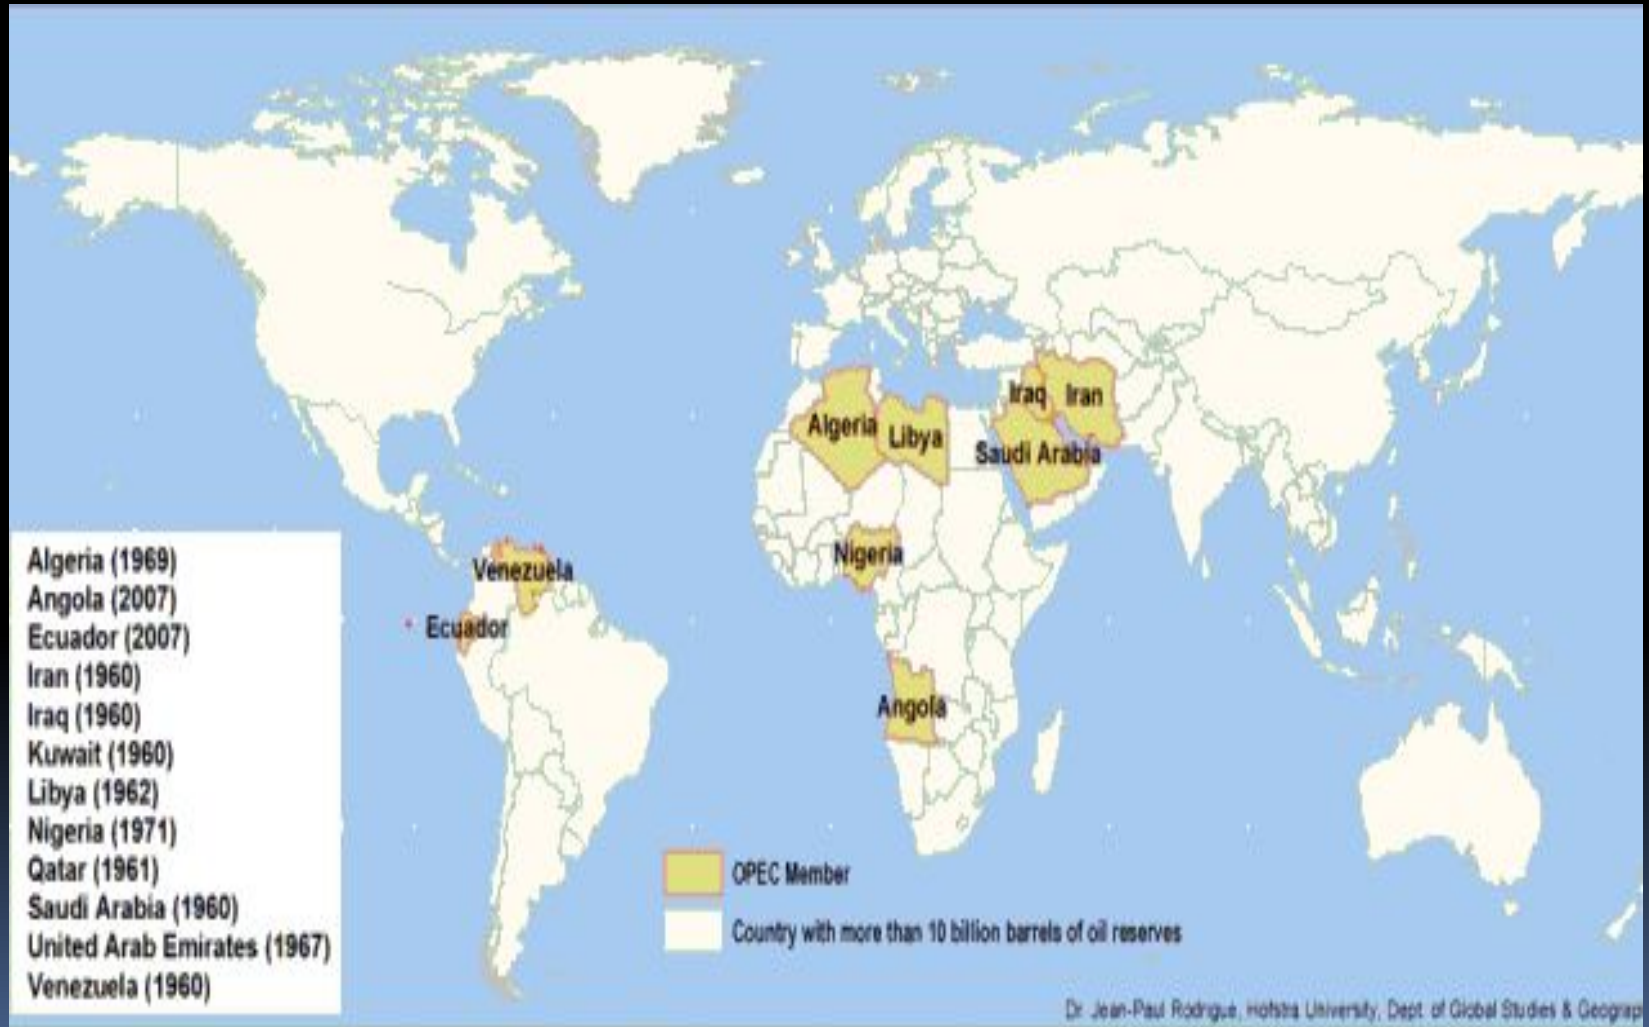 Iraq
Iran
Algeria
Libya
Saudi Arabia
Nigeria
Venezuela
Ecuador
Angola
Algeria (1969)
Angola (2007)
Ecuador (2007)
Iran (1960)
Iraq (1960)
Kuwait (1960)
Libya (1962)
Nigeria (1971)
Qatar (1961)
Saudi Arabia (1960)
United Arab Emirates (1967)
Venezuela (1960)
OPEC Member
Country with more than 10 billion barrels of oil reserves
Dr. Jean-Paul Rodrigue, Hofstra University, Dept. of Global Studies & Geograp